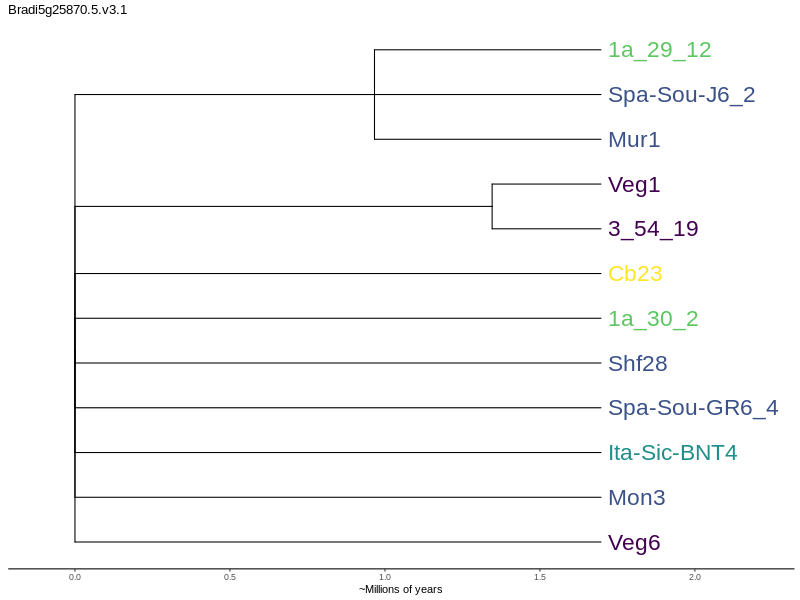 Bradi5g25870.5.v3.1
1a_29_12
Spa-Sou-J6_2
Mur1
Veg1
3_54_19
Cb23
1a_30_2
Shf28
Spa-Sou-GR6_4
Ita-Sic-BNT4
Mon3
Veg6
0.0 0.5 1.0 1.5 2.0
~Millions of years